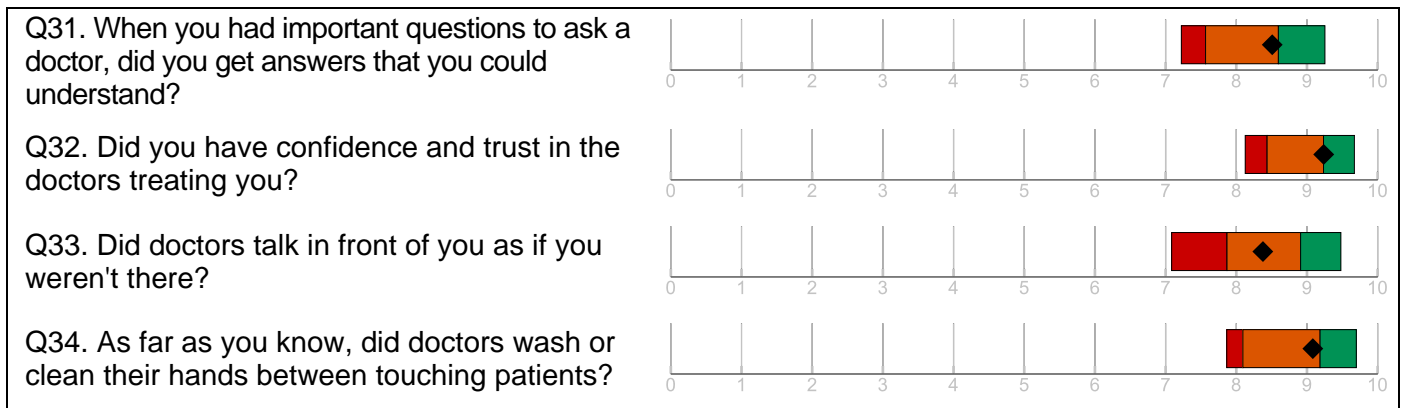 Q31. When you had important questions to ask a
doctor, did you get answers that you could
understand?
0 1 2 3 4 5 6 7 8 9 10
Q32. Did you have confidence and trust in the
doctors treating you?
0 1 2 3 4 5 6 7 8 9 10
Q33. Did doctors talk in front of you as if you
weren't there?
0 1 2 3 4 5 6 7 8 9 10
Q34. As far as you know, did doctors wash or
clean their hands between touching patients?
0 1 2 3 4 5 6 7 8 9 10